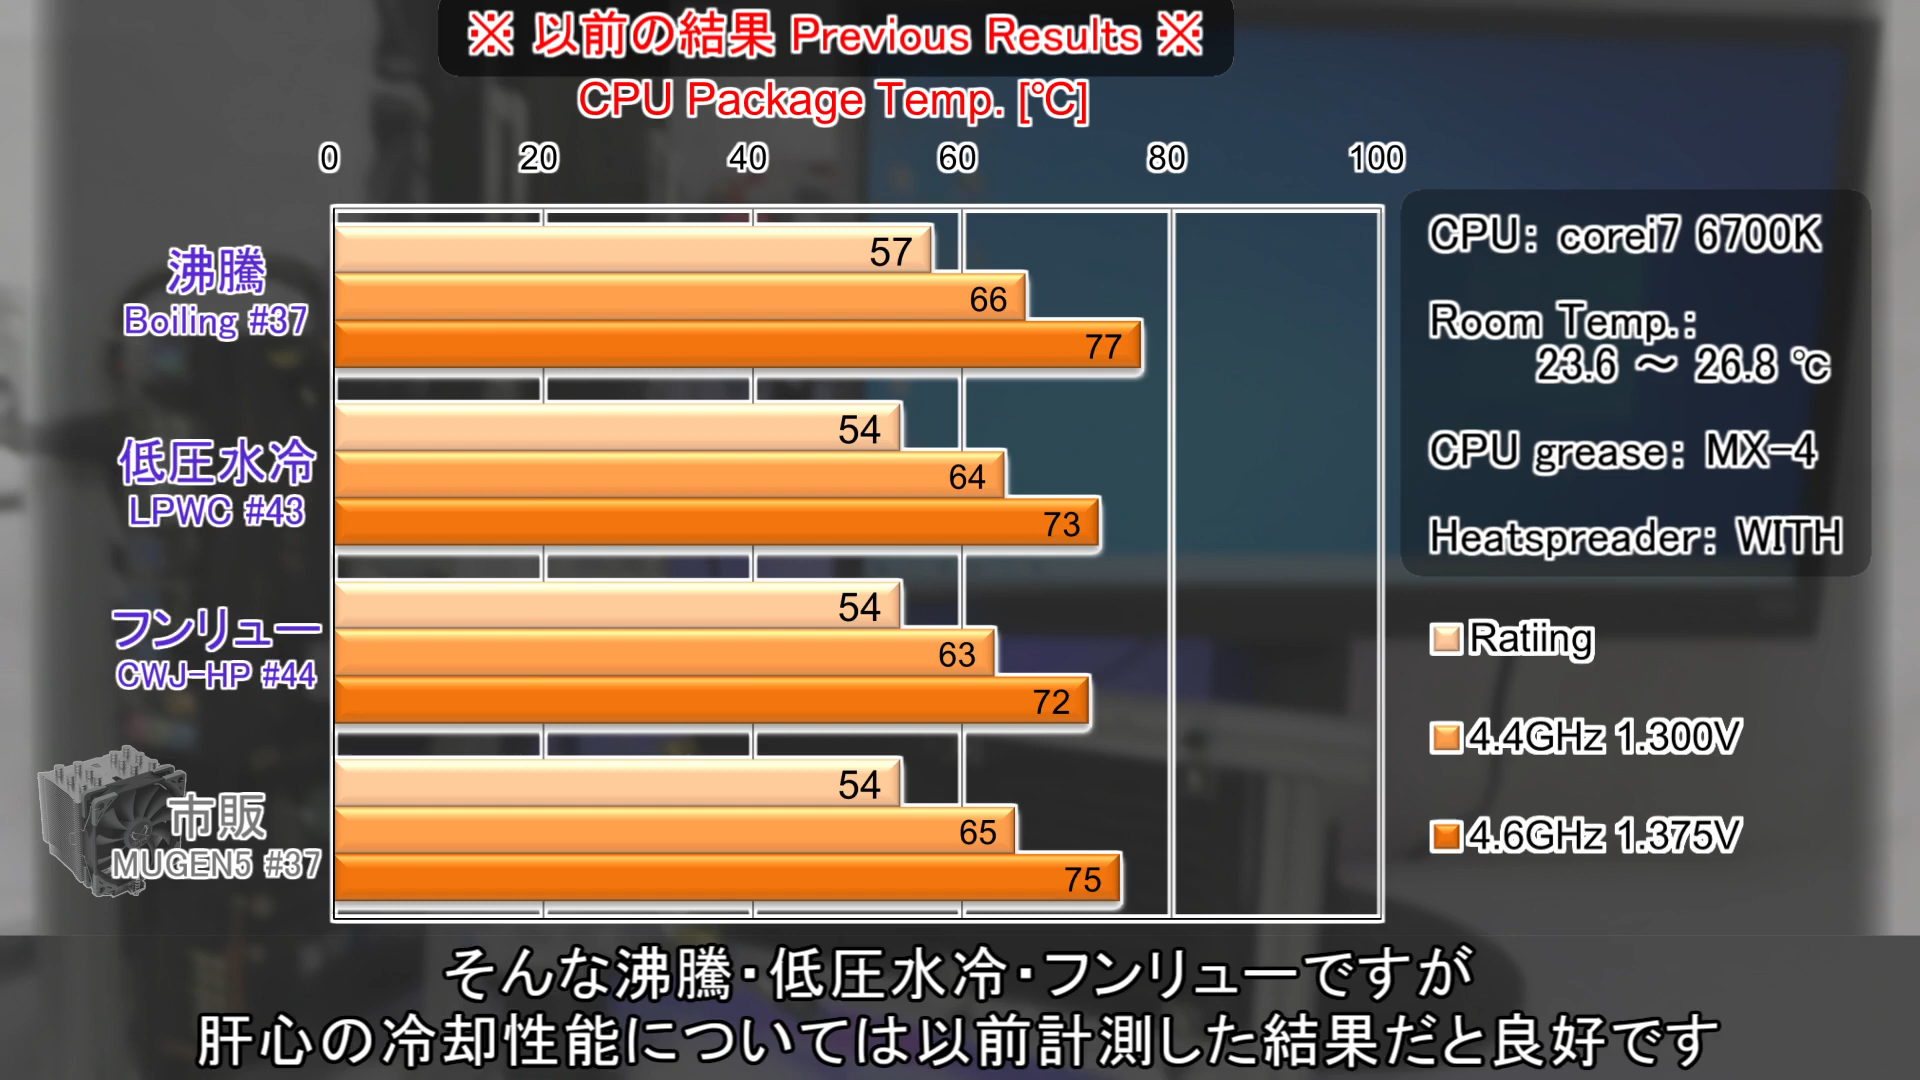 ※ 以前の結果 Previous Results ※
CPU Package Temp. [℃]
0 20 40 60 80 100
沸騰
Boiling #37
57
66
77
低圧水冷
LPWC #43
54
64
73
フンリュー
CWJ-HP #44
54
63
72
市販
MUGEN5 #37
54
65
75
CPU: corei7 6700K
Room Temp.:
23.6 ～ 26.8 ℃
CPU grease: MX-4
Heatspreader: WITH
Ratiing
4.4GHz 1.300V
4.6GHz 1.375V
そんな沸騰・低圧水冷・フンリューですが
肝心の冷却性能については以前計測した結果だと良好です